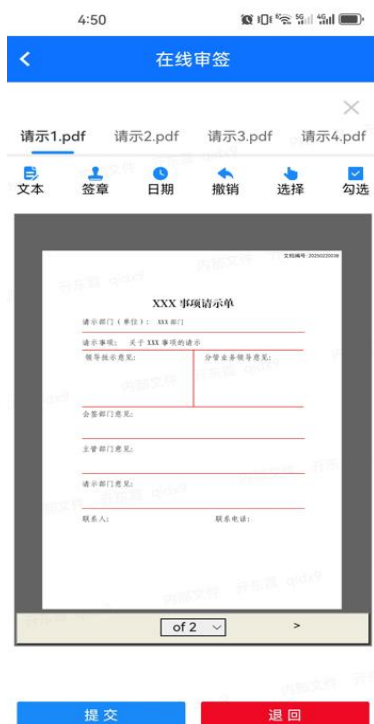 4:50
在线审签
请示1.pdf 请示2.pdf 请示3.pdf 请示4.pdf
文本 签章 日期 撤销 选择 勾选
文档编号: 20250220038
XXX 事项请示单
请示部门(单位): XXX 部门
请示事项: 关于 XXX 事项的请示
领导批示意见: 分管业务领导意见:
会签部门意见:
主管部门意见:
请示部门意见:
联系人: 联系电话:
of 2 >
提交 退回